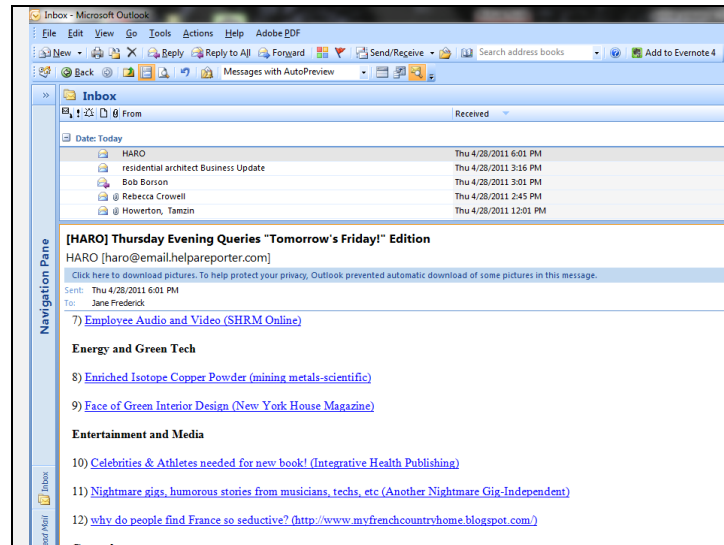 Inbox - Microsoft Outlook
File Edit View Go Tools Actions Help Adobe PDF
New Reply Reply to All Forward Send/Receive Search address books Add to Evernote 4
Back Messages with AutoPreview
» Inbox
From Received
Date: Today
HARO Thu 4/28/2011 6:01 PM
residential architect Business Update Thu 4/28/2011 3:16 PM
Bob Borson Thu 4/28/2011 3:01 PM
Rebecca Crowell Thu 4/28/2011 2:45 PM
Howerton, Tamzin Thu 4/28/2011 12:01 PM
Navigation Pane
[HARO] Thursday Evening Queries "Tomorrow's Friday!" Edition
HARO [haro@email.helpareporter.com]
Click here to download pictures. To help protect your privacy, Outlook prevented automatic download of some pictures in this message.
Sent: Thu 4/28/2011 6:01 PM
To: Jane Frederick
7) Employee Audio and Video (SHRM Online)
Energy and Green Tech
8) Enriched Isotope Copper Powder (mining metals-scientific)
9) Face of Green Interior Design (New York House Magazine)
Entertainment and Media
10) Celebrities & Athletes needed for new book! (Integrative Health Publishing)
11) Nightmare gigs, humorous stories from musicians, techs, etc (Another Nightmare Gig-Independent)
12) why do people find France so seductive? (http://www.myfrenchcountryhome.blogspot.com/)
Inbox
Mail